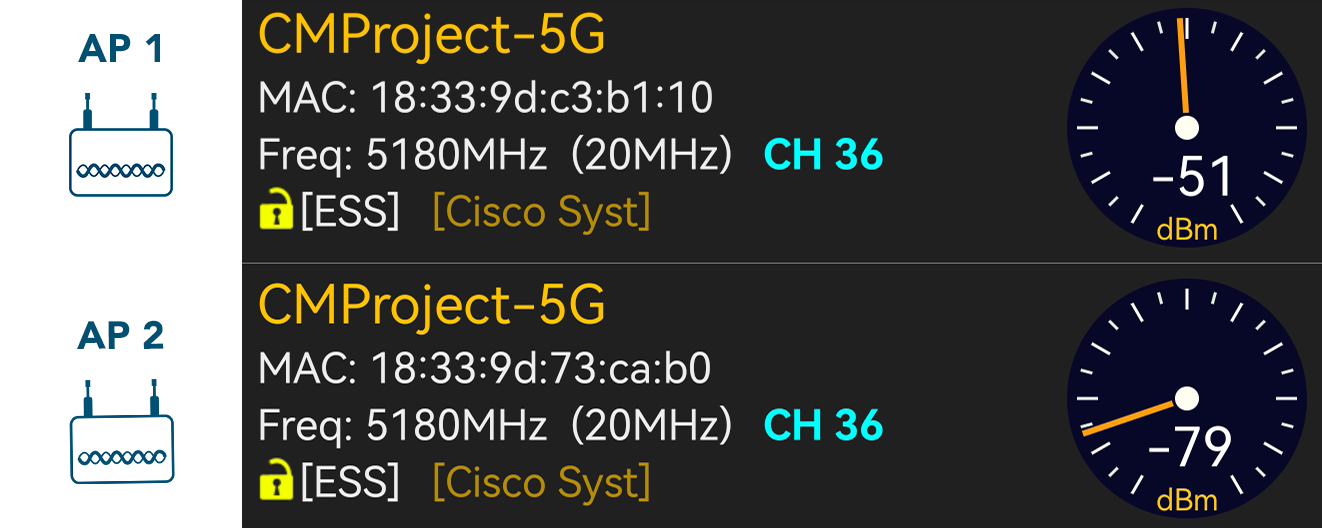 AP 1
CMProject-5G
MAC: 18:33:9d:c3:b1:10
Freq: 5180MHz (20MHz) CH 36
[ESS] [Cisco Syst]
-51
dBm
AP 2
CMProject-5G
MAC: 18:33:9d:73:ca:b0
Freq: 5180MHz (20MHz) CH 36
[ESS] [Cisco Syst]
-79
dBm